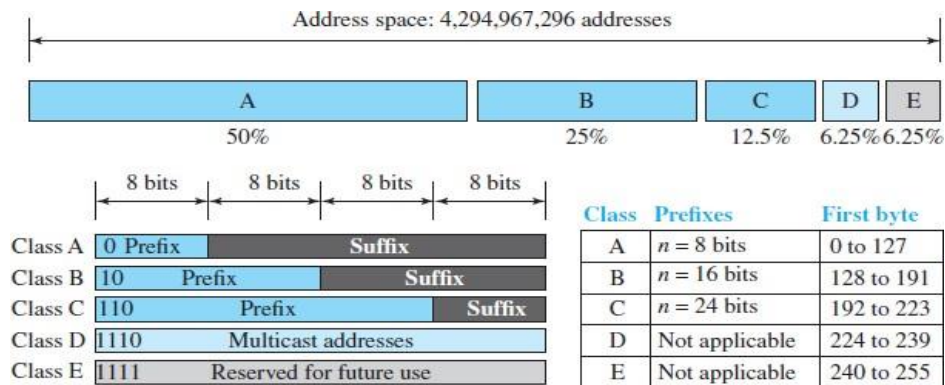 Address space: 4,294,967,296 addresses
A B C D E
50% 25% 12.5% 6.25% 6.25%
8 bits 8 bits 8 bits 8 bits
Class A 0 Prefix Suffix
Class B 10 Prefix Suffix
Class C 110 Prefix Suffix
Class D 1110 Multicast addresses
Class E 1111 Reserved for future use
Class Prefixes First byte
A n = 8 bits 0 to 127
B n = 16 bits 128 to 191
C n = 24 bits 192 to 223
D Not applicable 224 to 239
E Not applicable 240 to 255